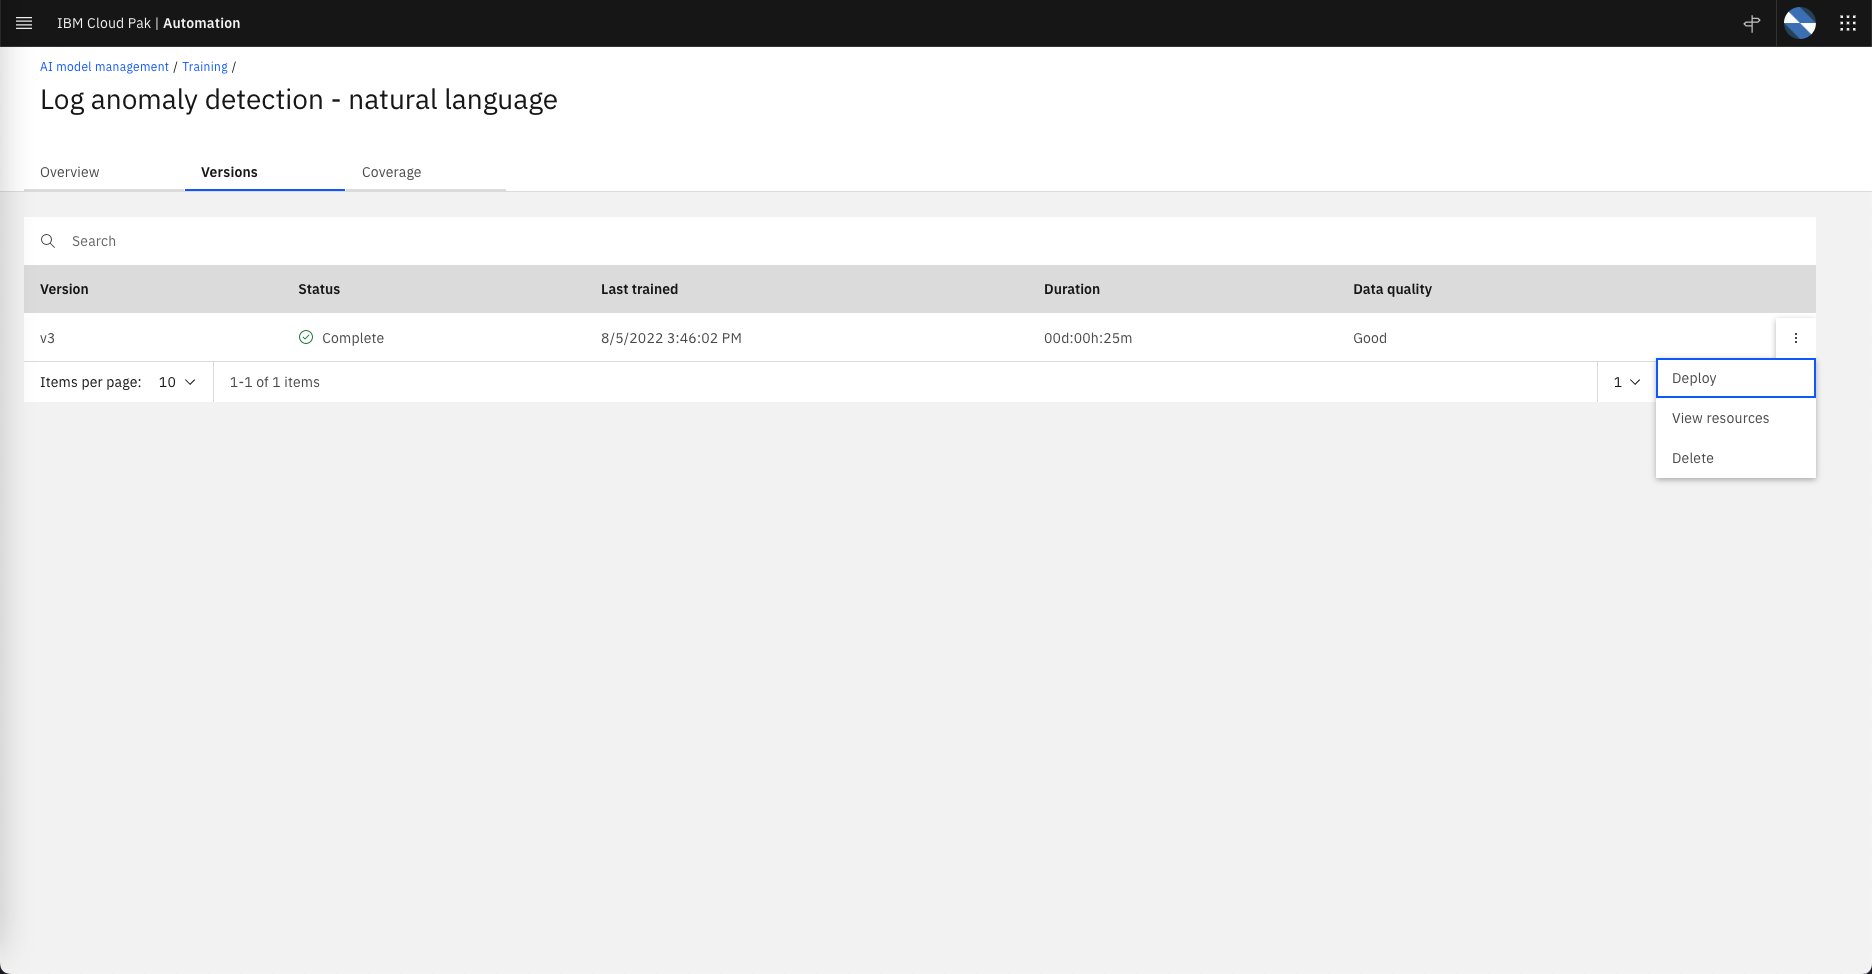 IBM Cloud Pak | Automation
AI model management / Training /
Log anomaly detection - natural language
Overview Versions Coverage
Search
Version Status Last trained Duration Data quality
v3 Complete 8/5/2022 3:46:02 PM 00d:00h:25m Good
Items per page: 10 1-1 of 1 items 1
Deploy
View resources
Delete